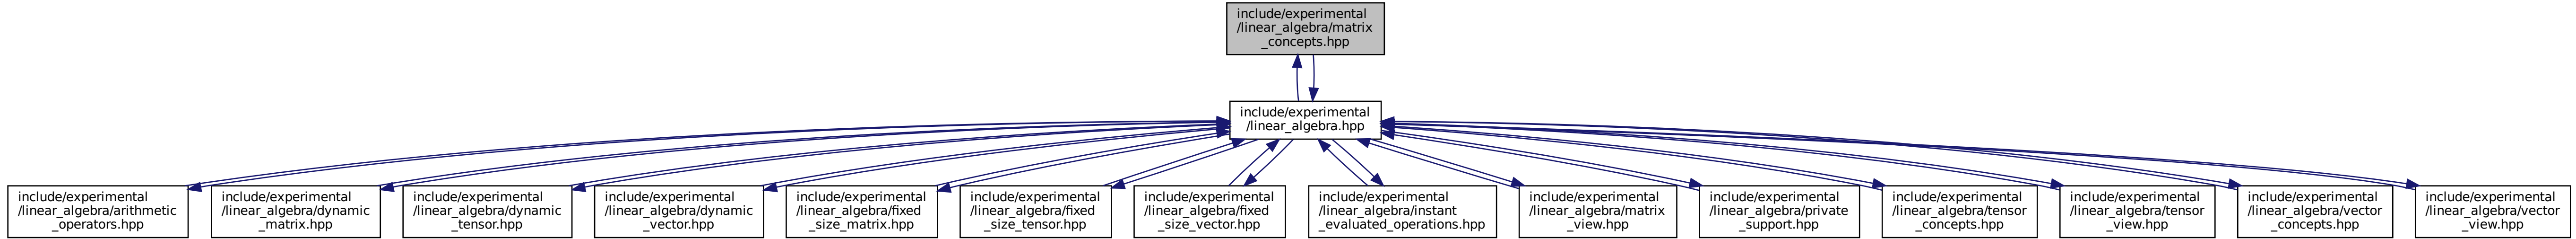 include/experimental
/linear_algebra/matrix
_concepts.hpp
include/experimental
/linear_algebra.hpp
include/experimental
/linear_algebra/arithmetic
_operators.hpp
include/experimental
/linear_algebra/dynamic
_matrix.hpp
include/experimental
/linear_algebra/dynamic
_tensor.hpp
include/experimental
/linear_algebra/dynamic
_vector.hpp
include/experimental
/linear_algebra/fixed
_size_matrix.hpp
include/experimental
/linear_algebra/fixed
_size_tensor.hpp
include/experimental
/linear_algebra/fixed
_size_vector.hpp
include/experimental
/linear_algebra/instant
_evaluated_operations.hpp
include/experimental
/linear_algebra/matrix
_view.hpp
include/experimental
/linear_algebra/private
_support.hpp
include/experimental
/linear_algebra/tensor
_concepts.hpp
include/experimental
/linear_algebra/tensor
_view.hpp
include/experimental
/linear_algebra/vector
_concepts.hpp
include/experimental
/linear_algebra/vector
_view.hpp